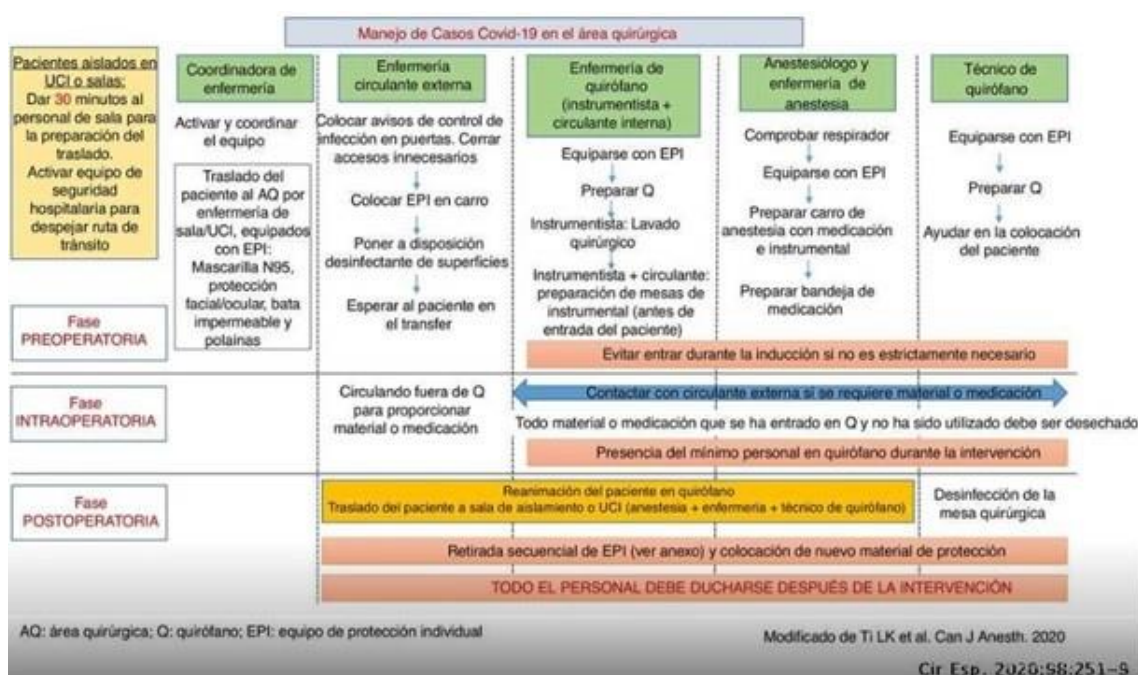 Manejo de Casos Covid-19 en el área quirúrgica
Pacientes aislados en
UCI o salas:
Dar 30 minutos al
personal de sala para
la preparación del
traslado.
Activar equipo de
seguridad
hospitalaria para
despejar ruta de
tránsito
Coordinadora de
enfermería
Activar y coordinar
el equipo
Traslado del
paciente al AQ por
enfermería de
sala/UCI, equipados
con EPI:
Mascarilla N95,
protección
facial/ocular, bata
impermeable y
polainas
Enfermería
circulante externa
Colocar avisos de control de
infección en puertas. Cerrar
accesos innecesarios
Colocar EPI en carro
Poner a disposición
desinfectante de superficies
Esperar al paciente en
el transfer
Enfermería de
quirófano
(instrumentista +
circulante interna)
Equiparse con EPI
Preparar Q
Instrumentista: Lavado
quirúrgico
Instrumentista + circulante:
preparación de mesas de
instrumental (antes de
entrada del paciente)
Anestesiólogo y
enfermería de
anestesia
Comprobar respirador
Equiparse con EPI
Preparar carro de
anestesia con medicación
e instrumental
Preparar bandeja de
medicación
Técnico de
quirófano
Equiparse con EPI
Preparar Q
Ayudar en la colocación
del paciente
Fase
PREOPERATORIA
Evitar entrar durante la inducción si no es estrictamente necesario
Fase
INTRAOPERATORIA
Circulando fuera de Q
para proporcionar
material o medicación
Contactar con circulante externa si se requiere material o medicación
Todo material o medicación que se ha entrado en Q y no ha sido utilizado debe ser desechado
Presencia del mínimo personal en quirófano durante la intervención
Fase
POSTOPERATORIA
Reanimación del paciente en quirófano
Traslado del paciente a sala de aislamiento o UCI (anestesia + enfermería + técnico de quirófano)
Desinfección de la
mesa quirúrgica
Retirada secuencial de EPI (ver anexo) y colocación de nuevo material de protección
TODO EL PERSONAL DEBE DUCHARSE DESPUÉS DE LA INTERVENCIÓN
AQ: área quirúrgica; Q: quirófano; EPI: equipo de protección individual
Modificado de Ti LK et al. Can J Anesth. 2020
Cir Esp. 2020;98:251-9